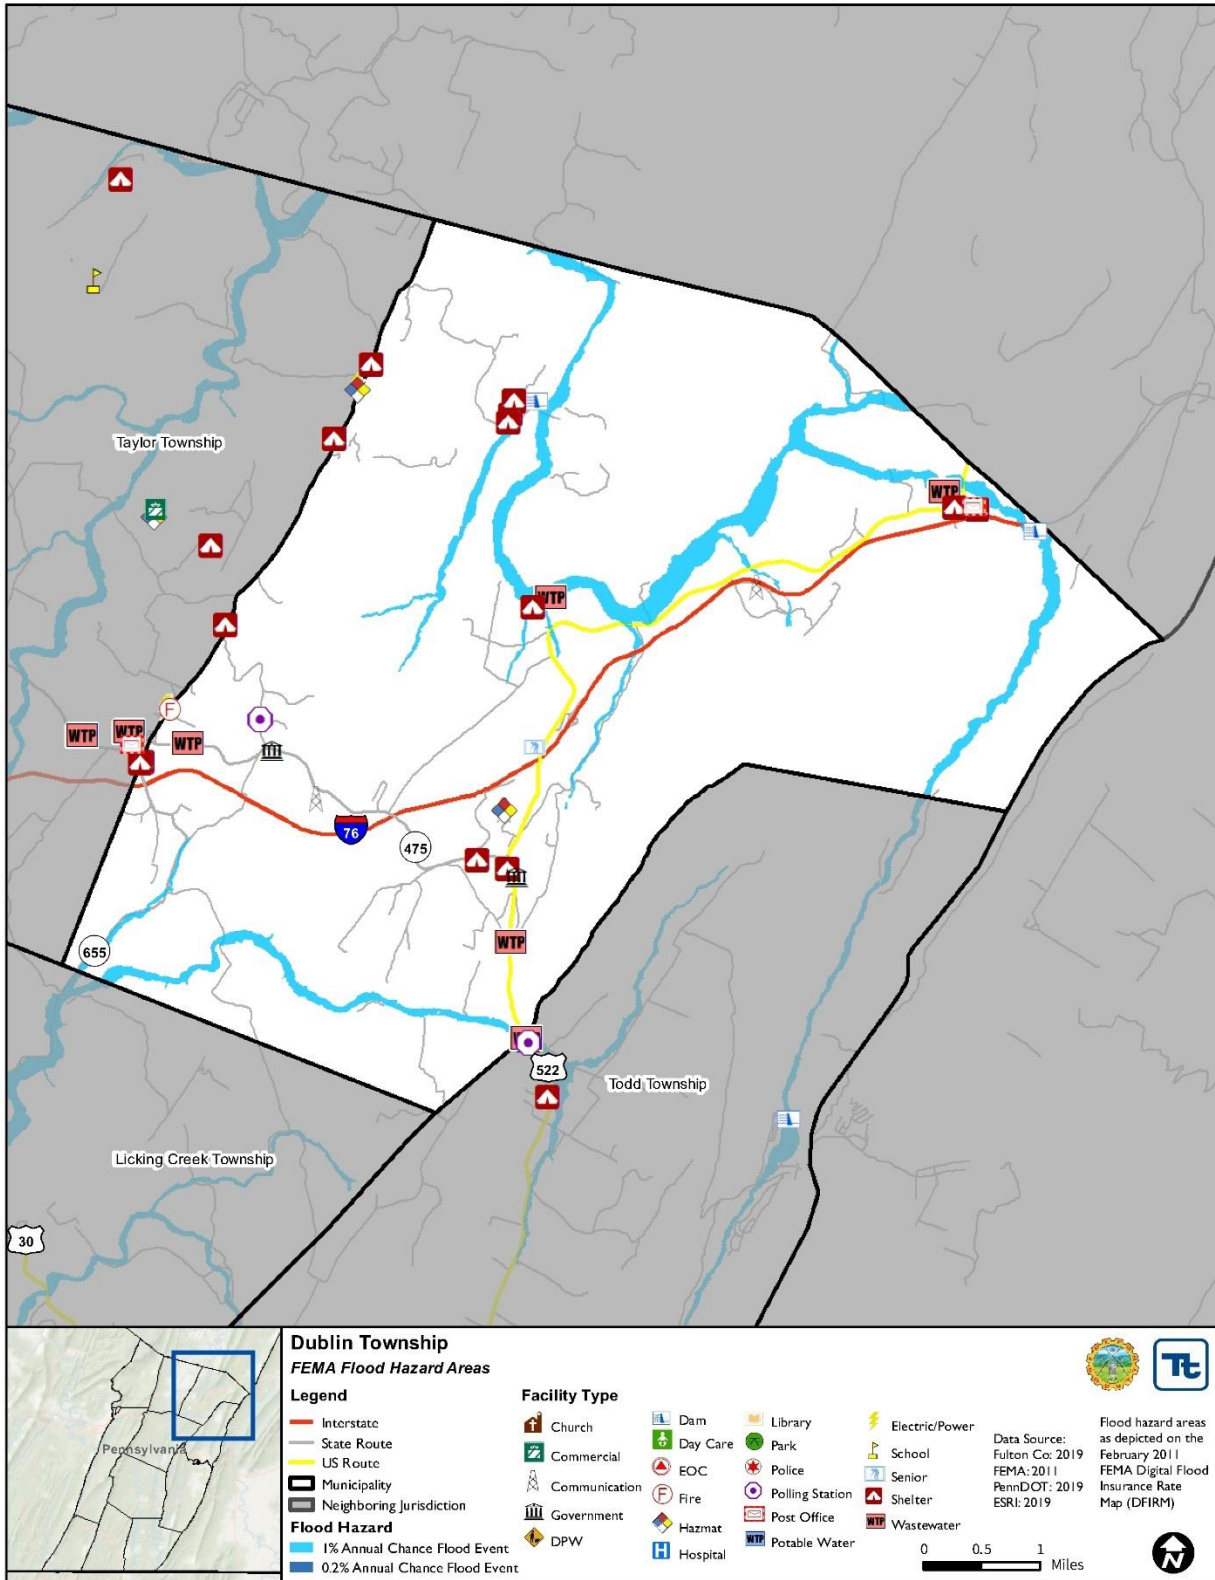 Taylor Township
WTP
WTP
WTP
F
WTP
WTP
WTP
76
475
655
WTP
522
Todd Township
Licking Creek Township
30
Pennsylvania
Dublin Township
FEMA Flood Hazard Areas
Legend
Interstate
State Route
US Route
Municipality
Neighboring Jurisdiction
Flood Hazard
1% Annual Chance Flood Event
0.2% Annual Chance Flood Event
Facility Type
Church
Commercial
Communication
Government
DPW
Dam
Day Care
EOC
F Fire
Hazmat
H Hospital
Library
Park
Police
Polling Station
Post Office
WTP Potable Water
Electric/Power
School
Senior
Shelter
WTP Wastewater
Tt
Data Source:
Fulton Co: 2019
FEMA: 2011
PennDOT: 2019
ESRI: 2019
Flood hazard areas
as depicted on the
February 2011
FEMA Digital Flood
Insurance Rate
Map (DFIRM)
0 0.5 1
Miles
N